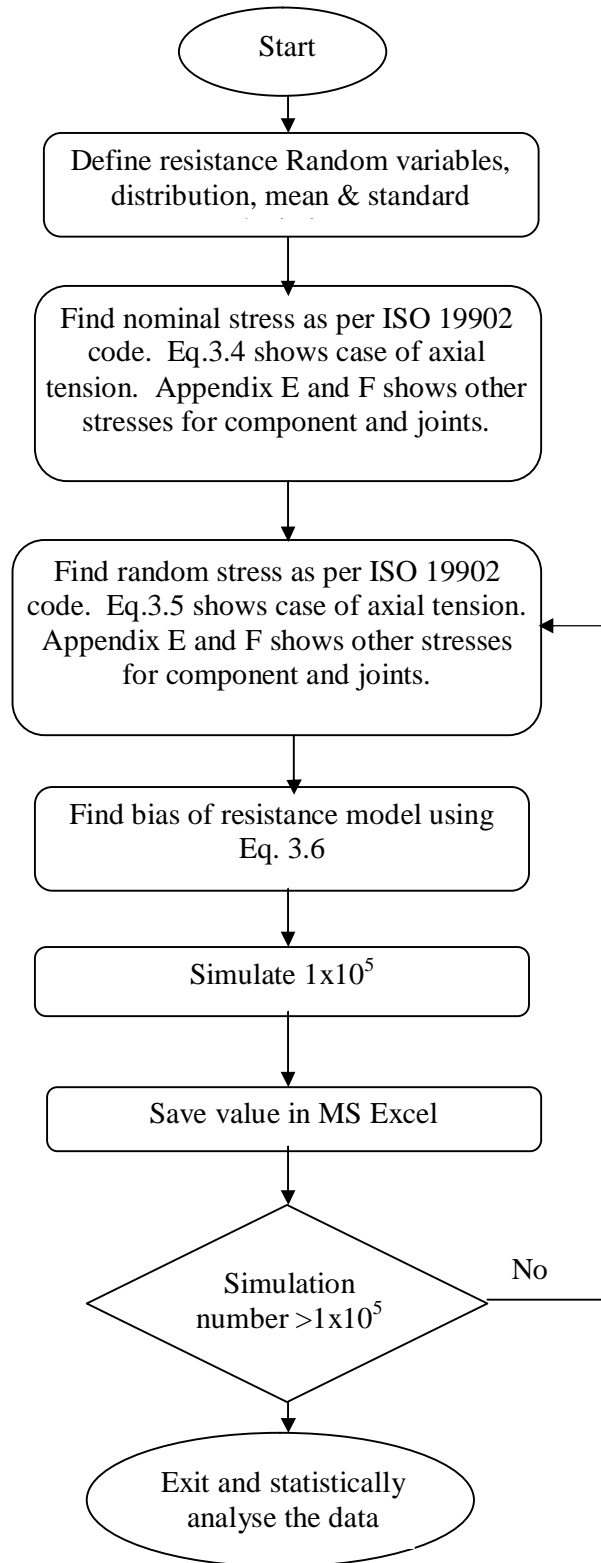 Start
Define resistance Random variables,
distribution, mean & standard
Find nominal stress as per ISO 19902
code.  Eq.3.4 shows case of axial
tension.  Appendix E and F shows other
stresses for component and joints.
Find random stress as per ISO 19902
code.  Eq.3.5 shows case of axial tension.
Appendix E and F shows other stresses
for component and joints.
Find bias of resistance model using
Eq. 3.6
Simulate 1x10⁵
Save value in MS Excel
Simulation
number >1x10⁵
No
Exit and statistically
analyse the data